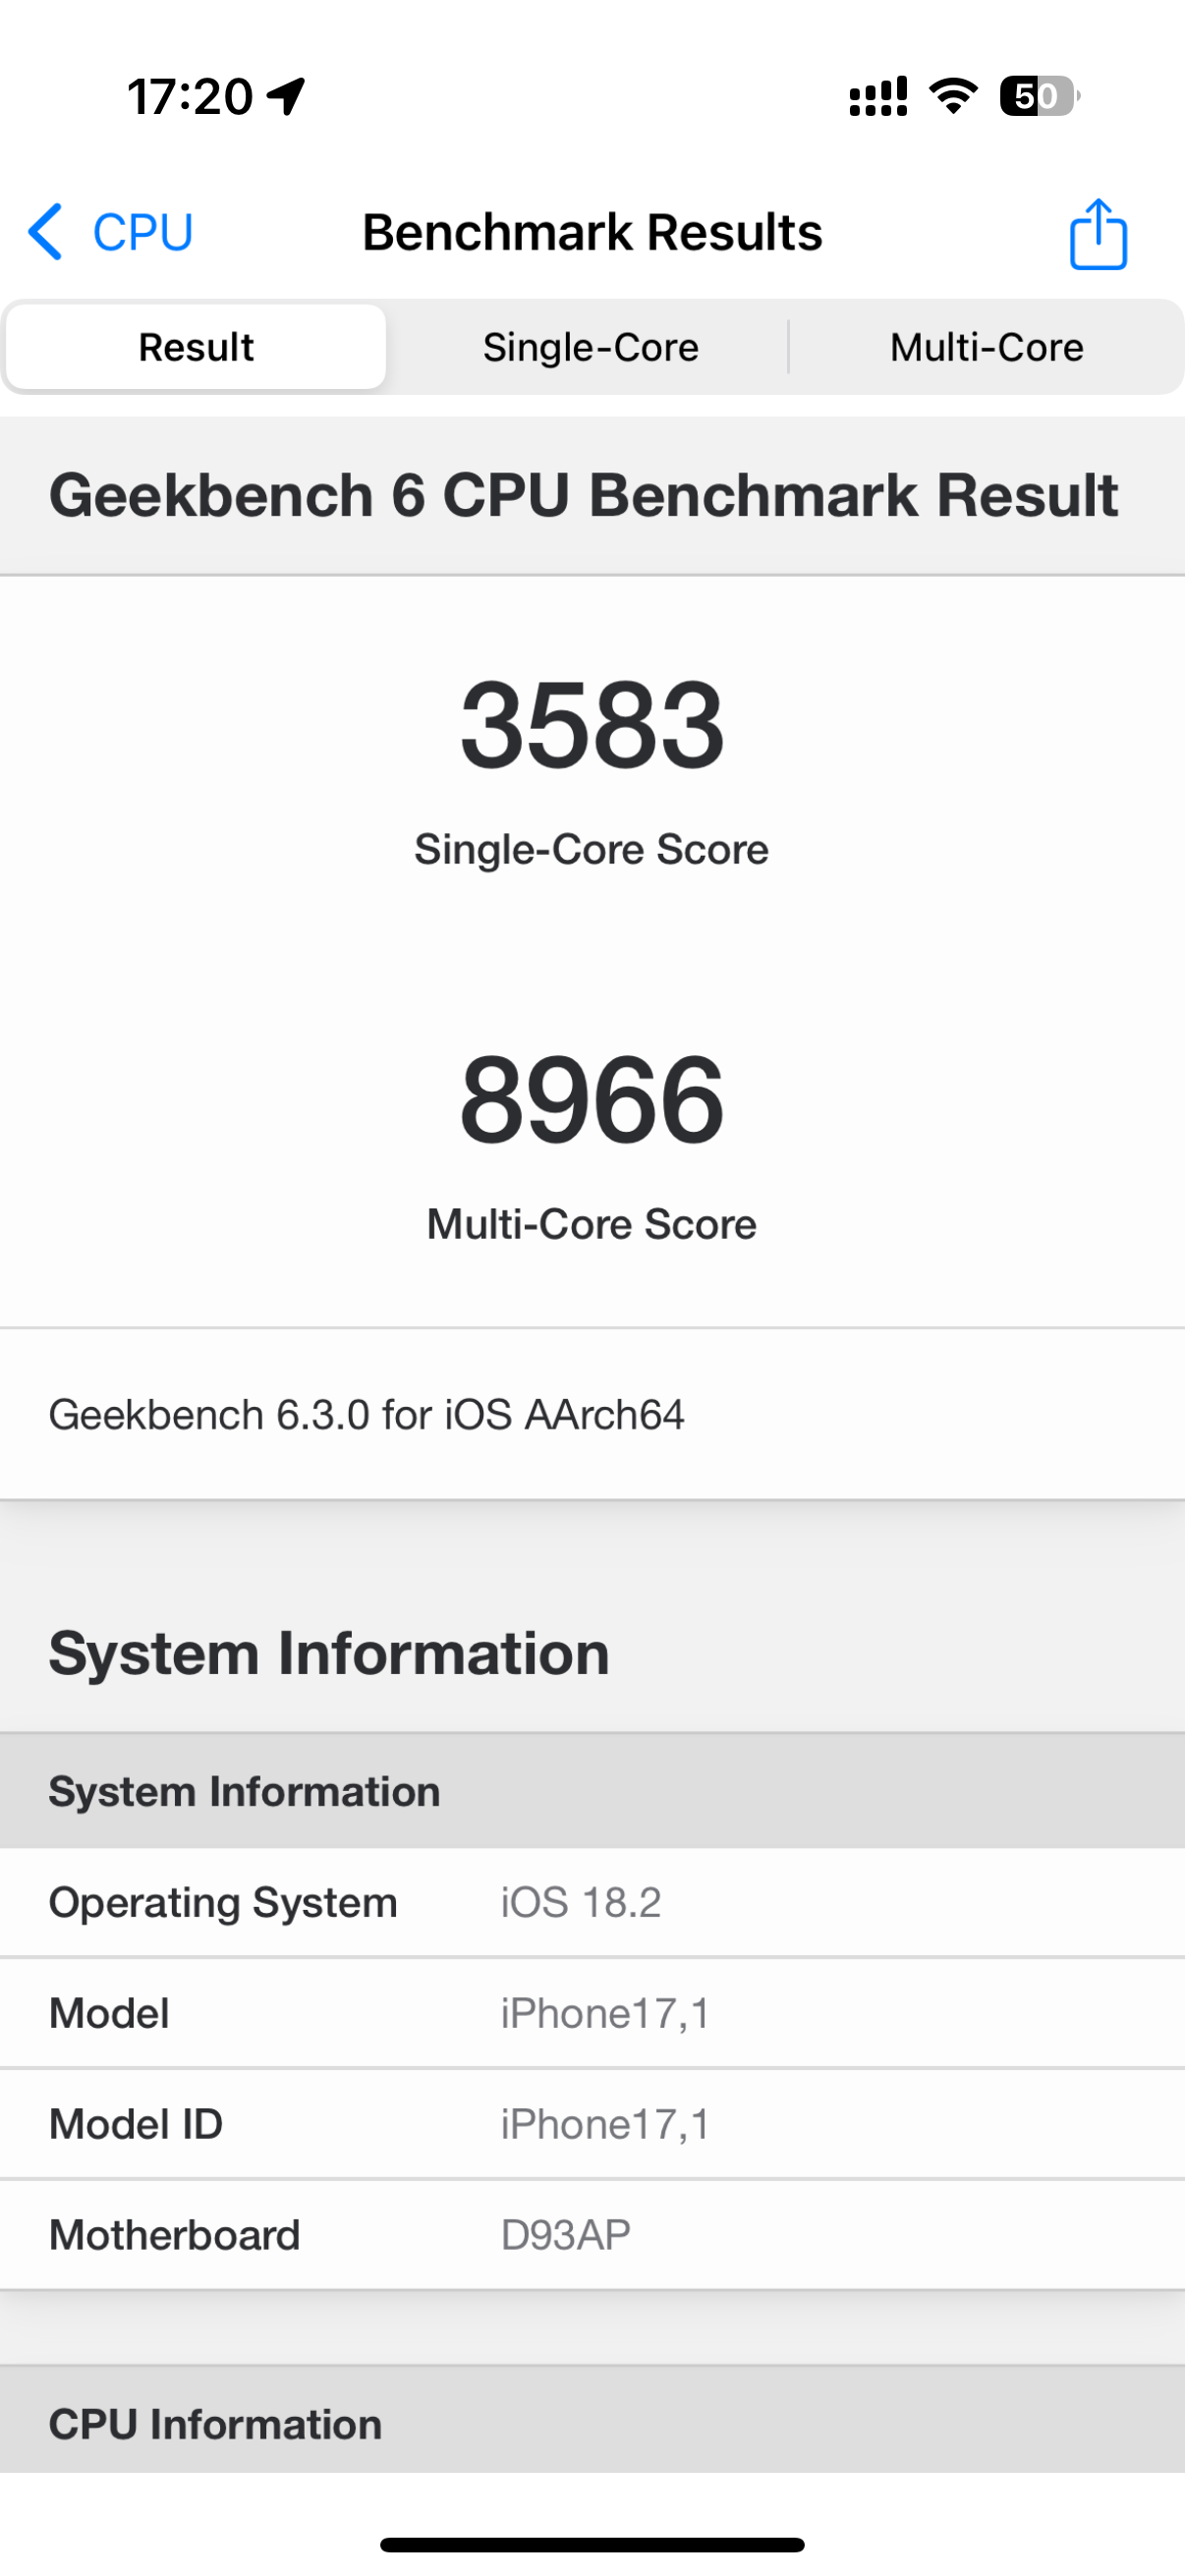 17:20
50
CPU
Benchmark Results
Result
Single-Core
Multi-Core
Geekbench 6 CPU Benchmark Result
3583
Single-Core Score
8966
Multi-Core Score
Geekbench 6.3.0 for iOS AArch64
System Information
System Information
Operating System iOS 18.2
Model iPhone17,1
Model ID iPhone17,1
Motherboard D93AP
CPU Information